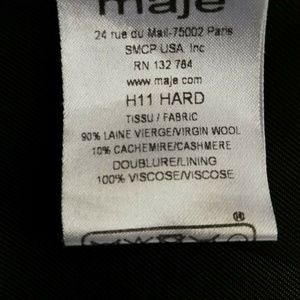 maje
24 rue du Mail-75002 Paris
SMCP USA. Inc
RN 132 784
www.maje.com
H11 HARD
TISSU / FABRIC
90% LAINE VIERGE/VIRGIN WOOL
10% CACHEMIRE/CASHMERE
DOUBLURE/LINING
100% VISCOSE/VISCOSE
®